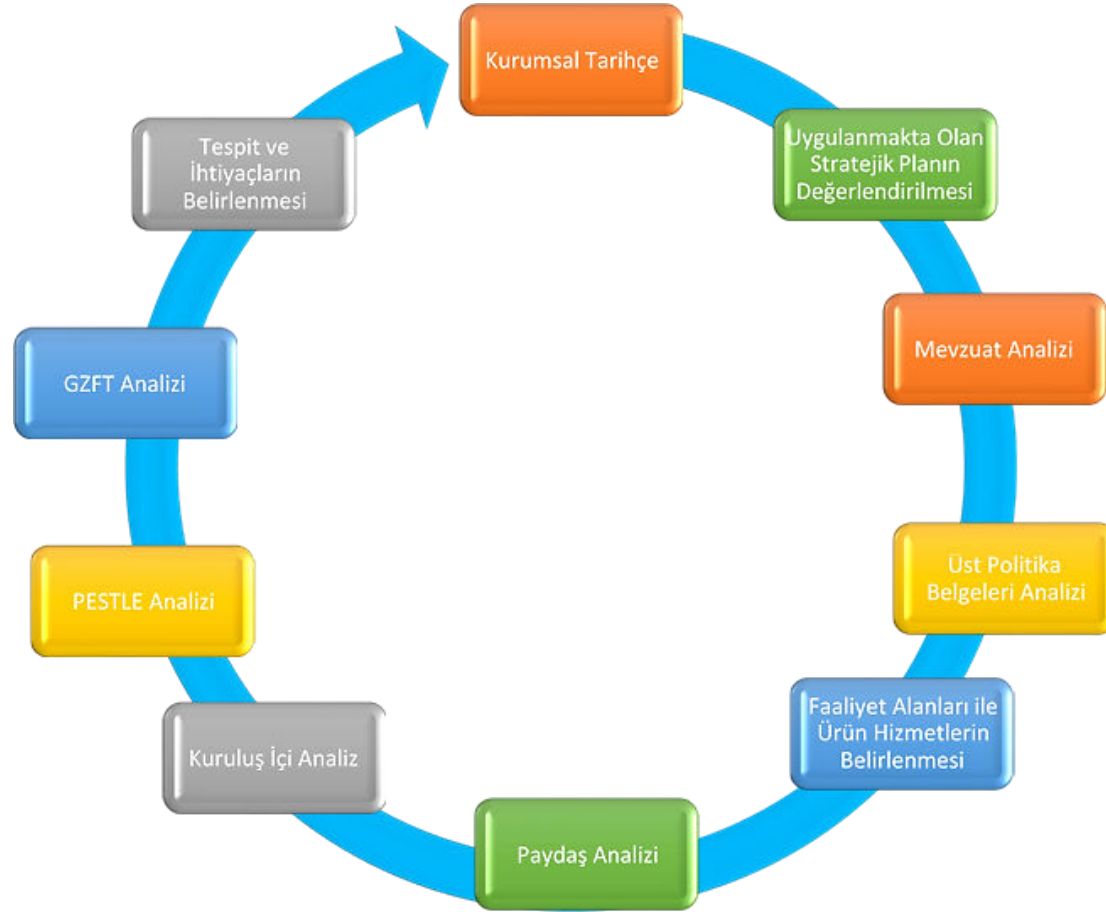 Kurumsal Tarihçe
Uygulanmakta Olan
Stratejik Planın
Değerlendirilmesi
Mevzuat Analizi
Üst Politika
Belgeleri Analizi
Faaliyet Alanları ile
Ürün Hizmetlerin
Belirlenmesi
Paydaş Analizi
Kuruluş İçi Analiz
PESTLE Analizi
GZFT Analizi
Tespit ve
İhtiyaçların
Belirlenmesi